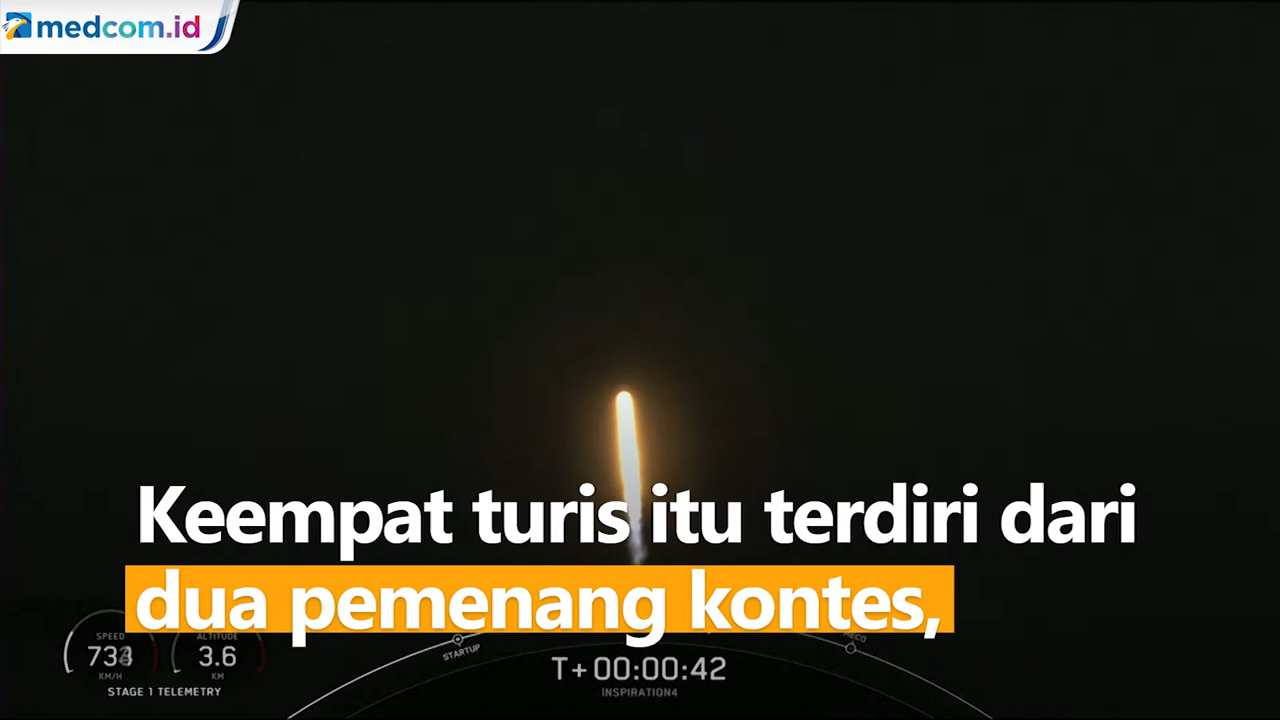 medcom.id
Keempat turis itu terdiri dari
dua pemenang kontes,
SPEED
ALTITUDE
3.6
KM/H
KM
STAGE 1 TELEMETRY
STARTUP
MECO
T+00:00:42
INSPIRATION4